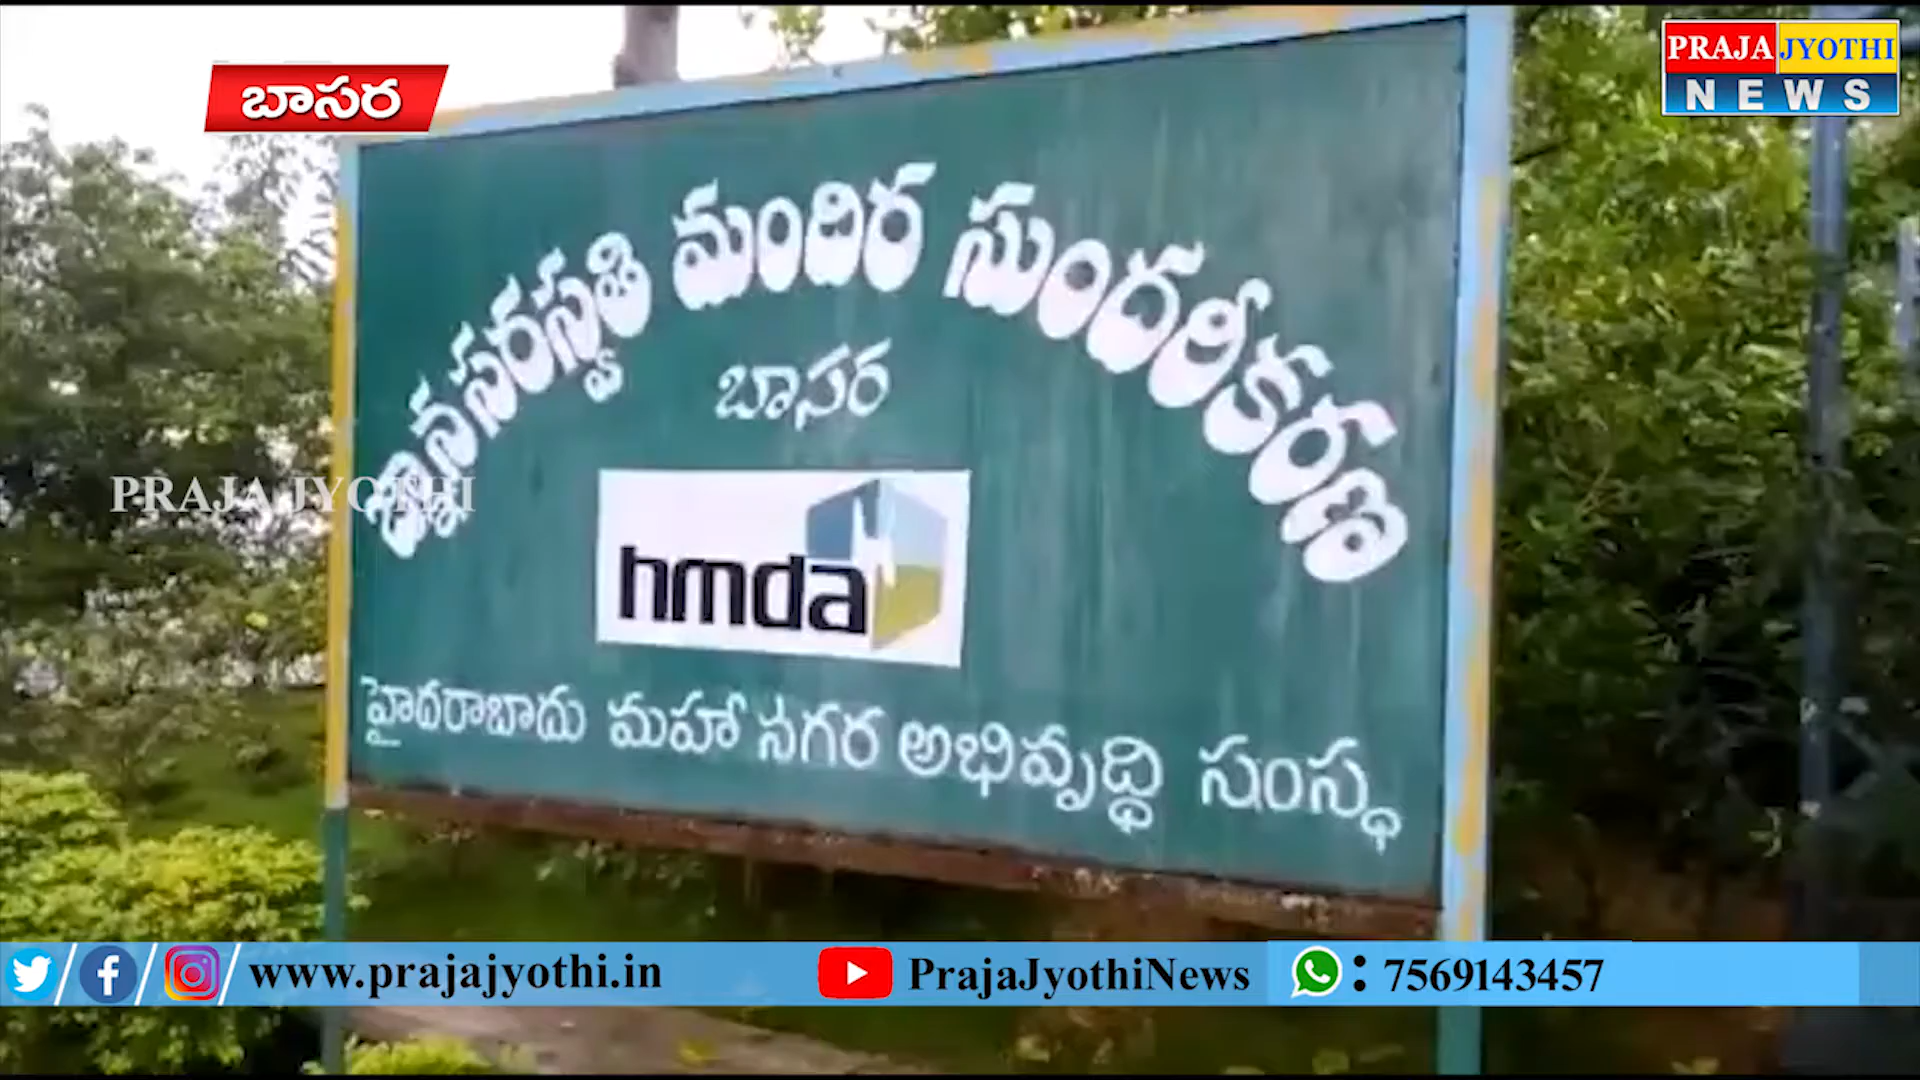 బాసర
PRAJA JYOTHI
NEWS
జ్ఞానసరస్వతి మందిర సుందరీకరణ
బాసర
PRAJA JYOTHI
hmda
హైదరాబాదు మహా నగర అభివృద్ధి సంస్థ
www.prajajyothi.in
PrajaJyothiNews
: 7569143457